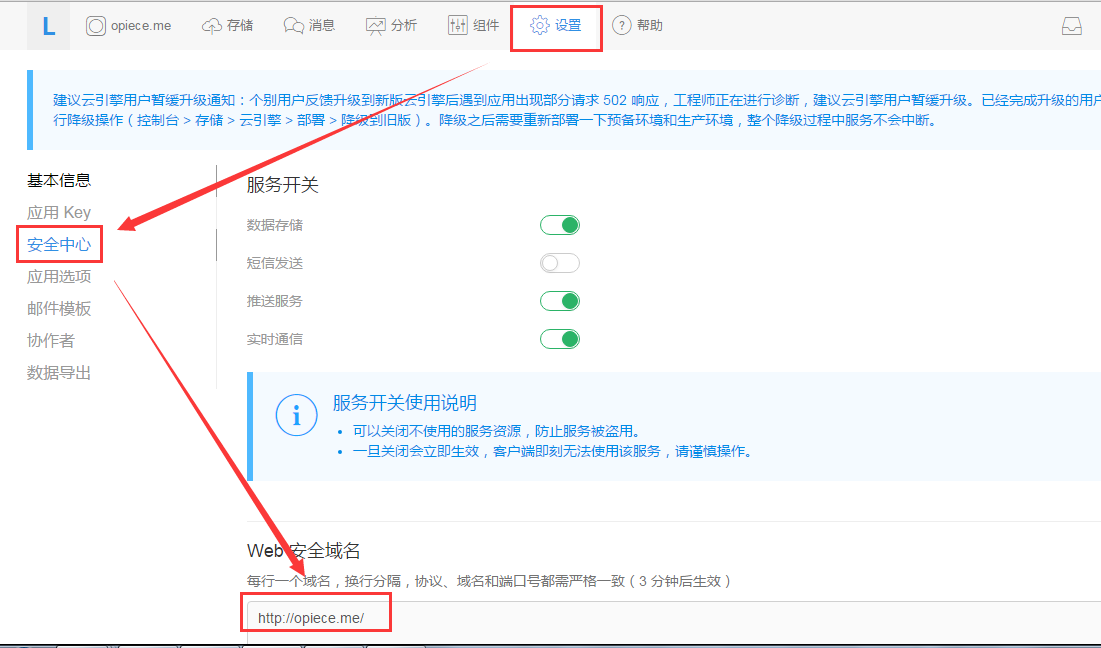 L opiece.me 存储 消息 分析 组件 设置 ? 帮助
建议云引擎用户暂缓升级通知：个别用户反馈升级到新版云引擎后遇到应用出现部分请求 502 响应，工程师正在进行诊断，建议云引擎用户暂缓升级。已经完成升级的用户
行降级操作（控制台 > 存储 > 云引擎 > 部署 > 降级到旧版）。降级之后需要重新部署一下预备环境和生产环境，整个降级过程中服务不会中断。
基本信息
应用 Key
安全中心
应用选项
邮件模板
协作者
数据导出
服务开关
数据存储
短信发送
推送服务
实时通信
i 服务开关使用说明
• 可以关闭不使用的服务资源，防止服务被盗用。
• 一旦关闭会立即生效，客户端即刻无法使用该服务，请谨慎操作。
Web 安全域名
每行一个域名，换行分隔，协议、域名和端口号都需严格一致（3 分钟后生效）
http://opiece.me/